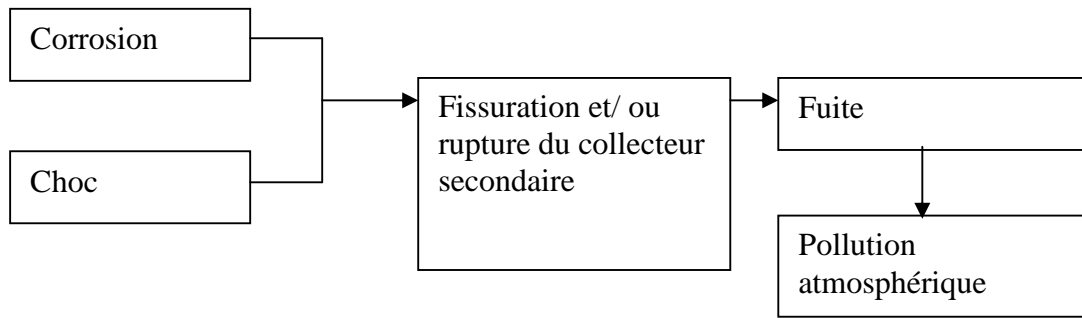 Corrosion
Choc
Fissuration et/ ou
rupture du collecteur
secondaire
Fuite
Pollution
atmosphérique